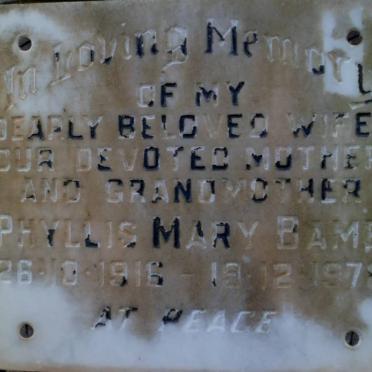 In Loving Memory
OF MY
DEARLY BELOVED WIFE
OUR DEVOTED MOTHER
AND GRANDMOTHER
PHYLLIS MARY
26·10·1916 –
AT PEACE